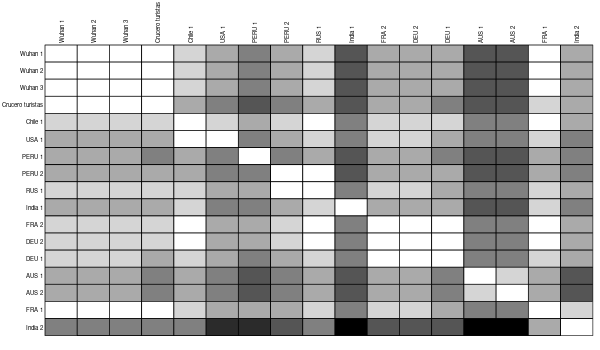 Wuhan 1
Wuhan 2
Wuhan 3
Crucero turistas
Chile 1
USA 1
PERU 1
PERU 2
RUS 1
India 1
FRA 2
DEU 2
DEU 1
AUS 1
AUS 2
FRA 1
India 2
Wuhan 1
Wuhan 2
Wuhan 3
Crucero turistas
Chile 1
USA 1
PERU 1
PERU 2
RUS 1
India 1
FRA 2
DEU 2
DEU 1
AUS 1
AUS 2
FRA 1
India 2